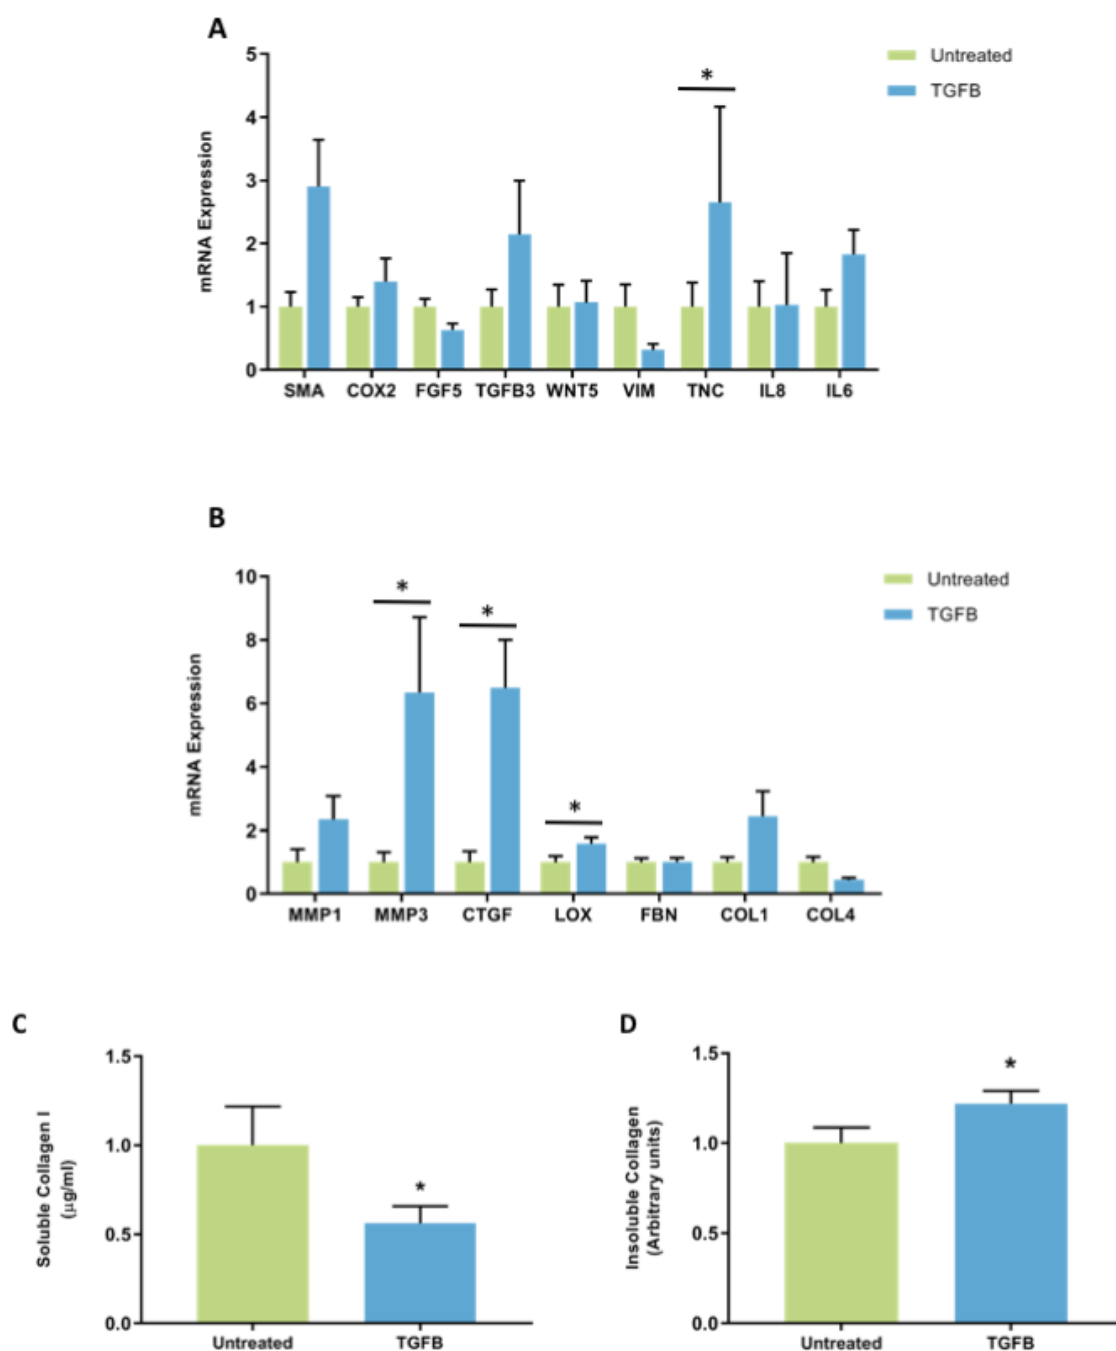 A
Untreated
TGFB
mRNA Expression
5
4
3
2
1
0
*
SMA COX2 FGF5 TGFB3 WNT5 VIM TNC IL8 IL6
B
Untreated
TGFB
mRNA Expression
10
8
6
4
2
0
*
*
*
MMP1 MMP3 CTGF LOX FBN COL1 COL4
C
Soluble Collagen I
(µg/ml)
1.5
1.0
0.5
0.0
*
Untreated TGFB
D
Insoluble Collagen
(Arbitrary units)
1.5
1.0
0.5
0.0
*
Untreated TGFB